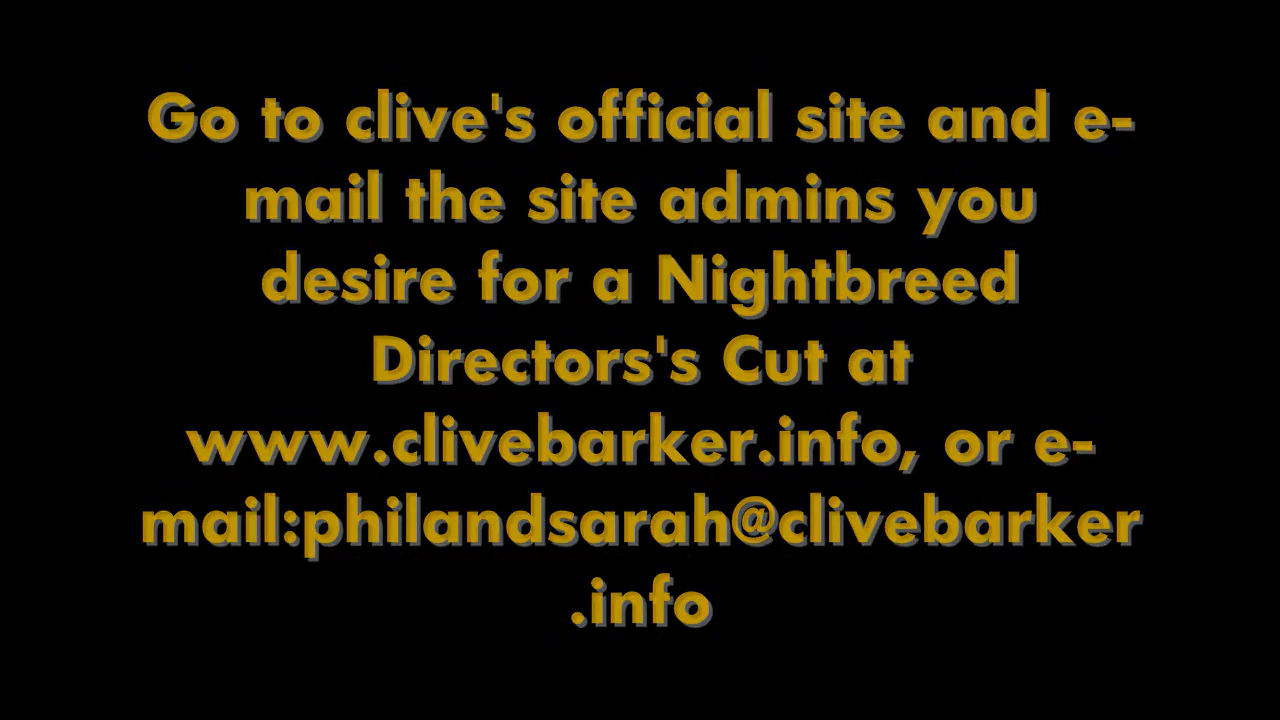 Go to clive's official site and e-
mail the site admins you
desire for a Nightbreed
Directors's Cut at
www.clivebarker.info, or e-
mail:philandsarah@clivebarker
.info